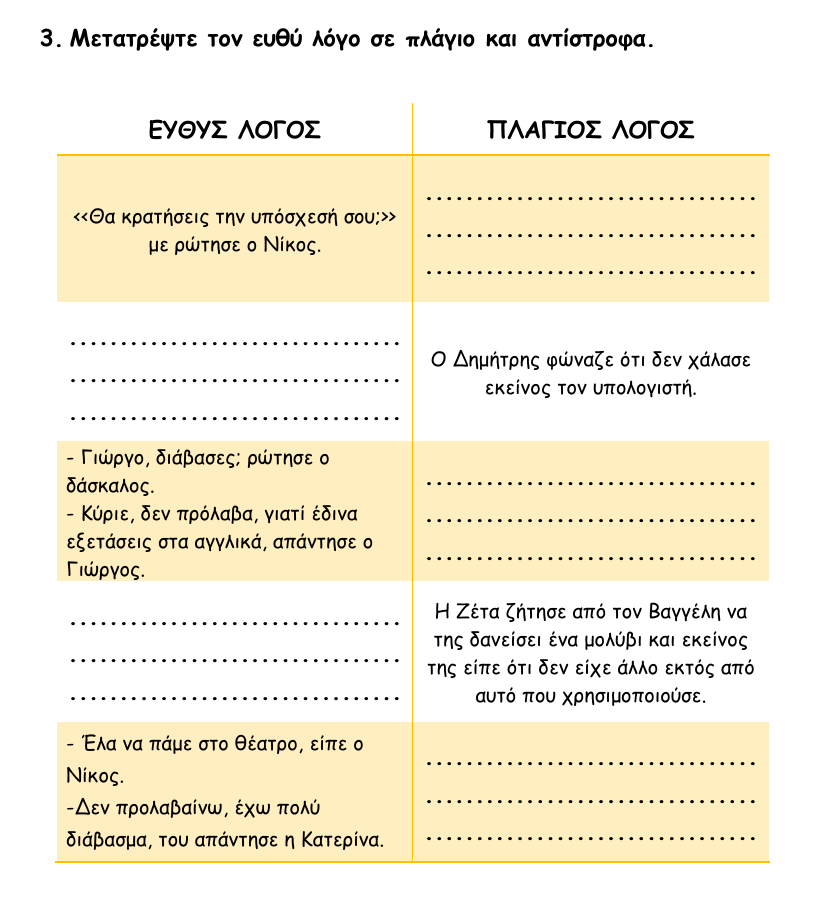 3. Μετατρέψτε τον ευθύ λόγο σε πλάγιο και αντίστροφα.
ΕΥΘΥΣ ΛΟΓΟΣ
ΠΛΑΓΙΟΣ ΛΟΓΟΣ
<<Θα κρατήσεις την υπόσχεσή σου;>>
με ρώτησε ο Νίκος.
.................................
.................................
.................................
.................................
.................................
.................................
Ο Δημήτρης φώναζε ότι δεν χάλασε
εκείνος τον υπολογιστή.
- Γιώργο, διάβασες; ρώτησε ο
δάσκαλος.
- Κύριε, δεν πρόλαβα, γιατί έδινα
εξετάσεις στα αγγλικά, απάντησε ο
Γιώργος.
.................................
.................................
.................................
.................................
.................................
.................................
Η Ζέτα ζήτησε από τον Βαγγέλη να
της δανείσει ένα μολύβι και εκείνος
της είπε ότι δεν είχε άλλο εκτός από
αυτό που χρησιμοποιούσε.
- Έλα να πάμε στο θέατρο, είπε ο
Νίκος.
-Δεν προλαβαίνω, έχω πολύ
διάβασμα, του απάντησε η Κατερίνα.
.................................
.................................
.................................